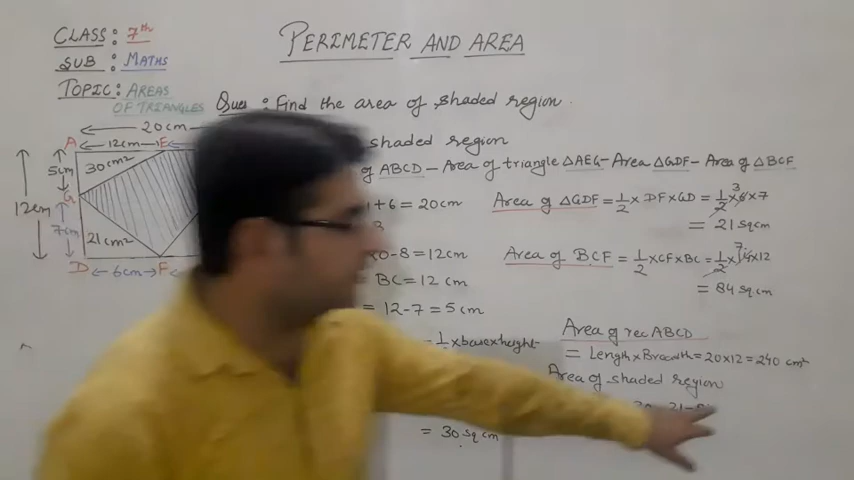 CLASS: 7th
SUB: MATHS
TOPIC: AREAS
OF TRIANGLES
PERIMETER AND AREA
Ques: Find the area of shaded region
20cm
A 12cm E
5cm
30cm²
G
12cm
7cm
21cm²
D 6cm F
shaded region
of ABCD - Area of triangle ΔAEG - Area ΔGDF - Area of ΔBCF
+6 = 20cm
-8 = 12cm
= BC = 12 cm
= 12-7 = 5cm
- 1/2 x base x height
= 30 sq cm
Area of ΔGDF = 1/2 x DF x GD = 1/2 x 6 x 7
3
= 21 sq cm
Area of BCF = 1/2 x CF x BC = 1/2 x 14 x 12
7
= 84 sq.cm
Area of rec ABCD
= Length x Breadth = 20 x 12 = 240 cm²
Area of shaded region